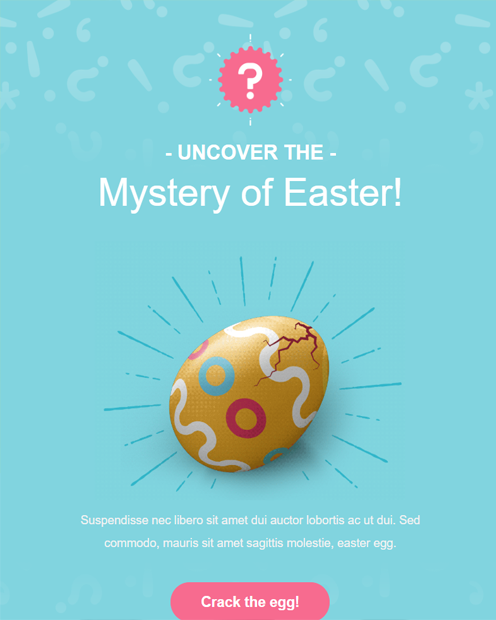 ?
- UNCOVER THE -
Mystery of Easter!
Suspendisse nec libero sit amet dui auctor lobortis ac ut dui. Sed
commodo, mauris sit amet sagittis molestie, easter egg.
Crack the egg!